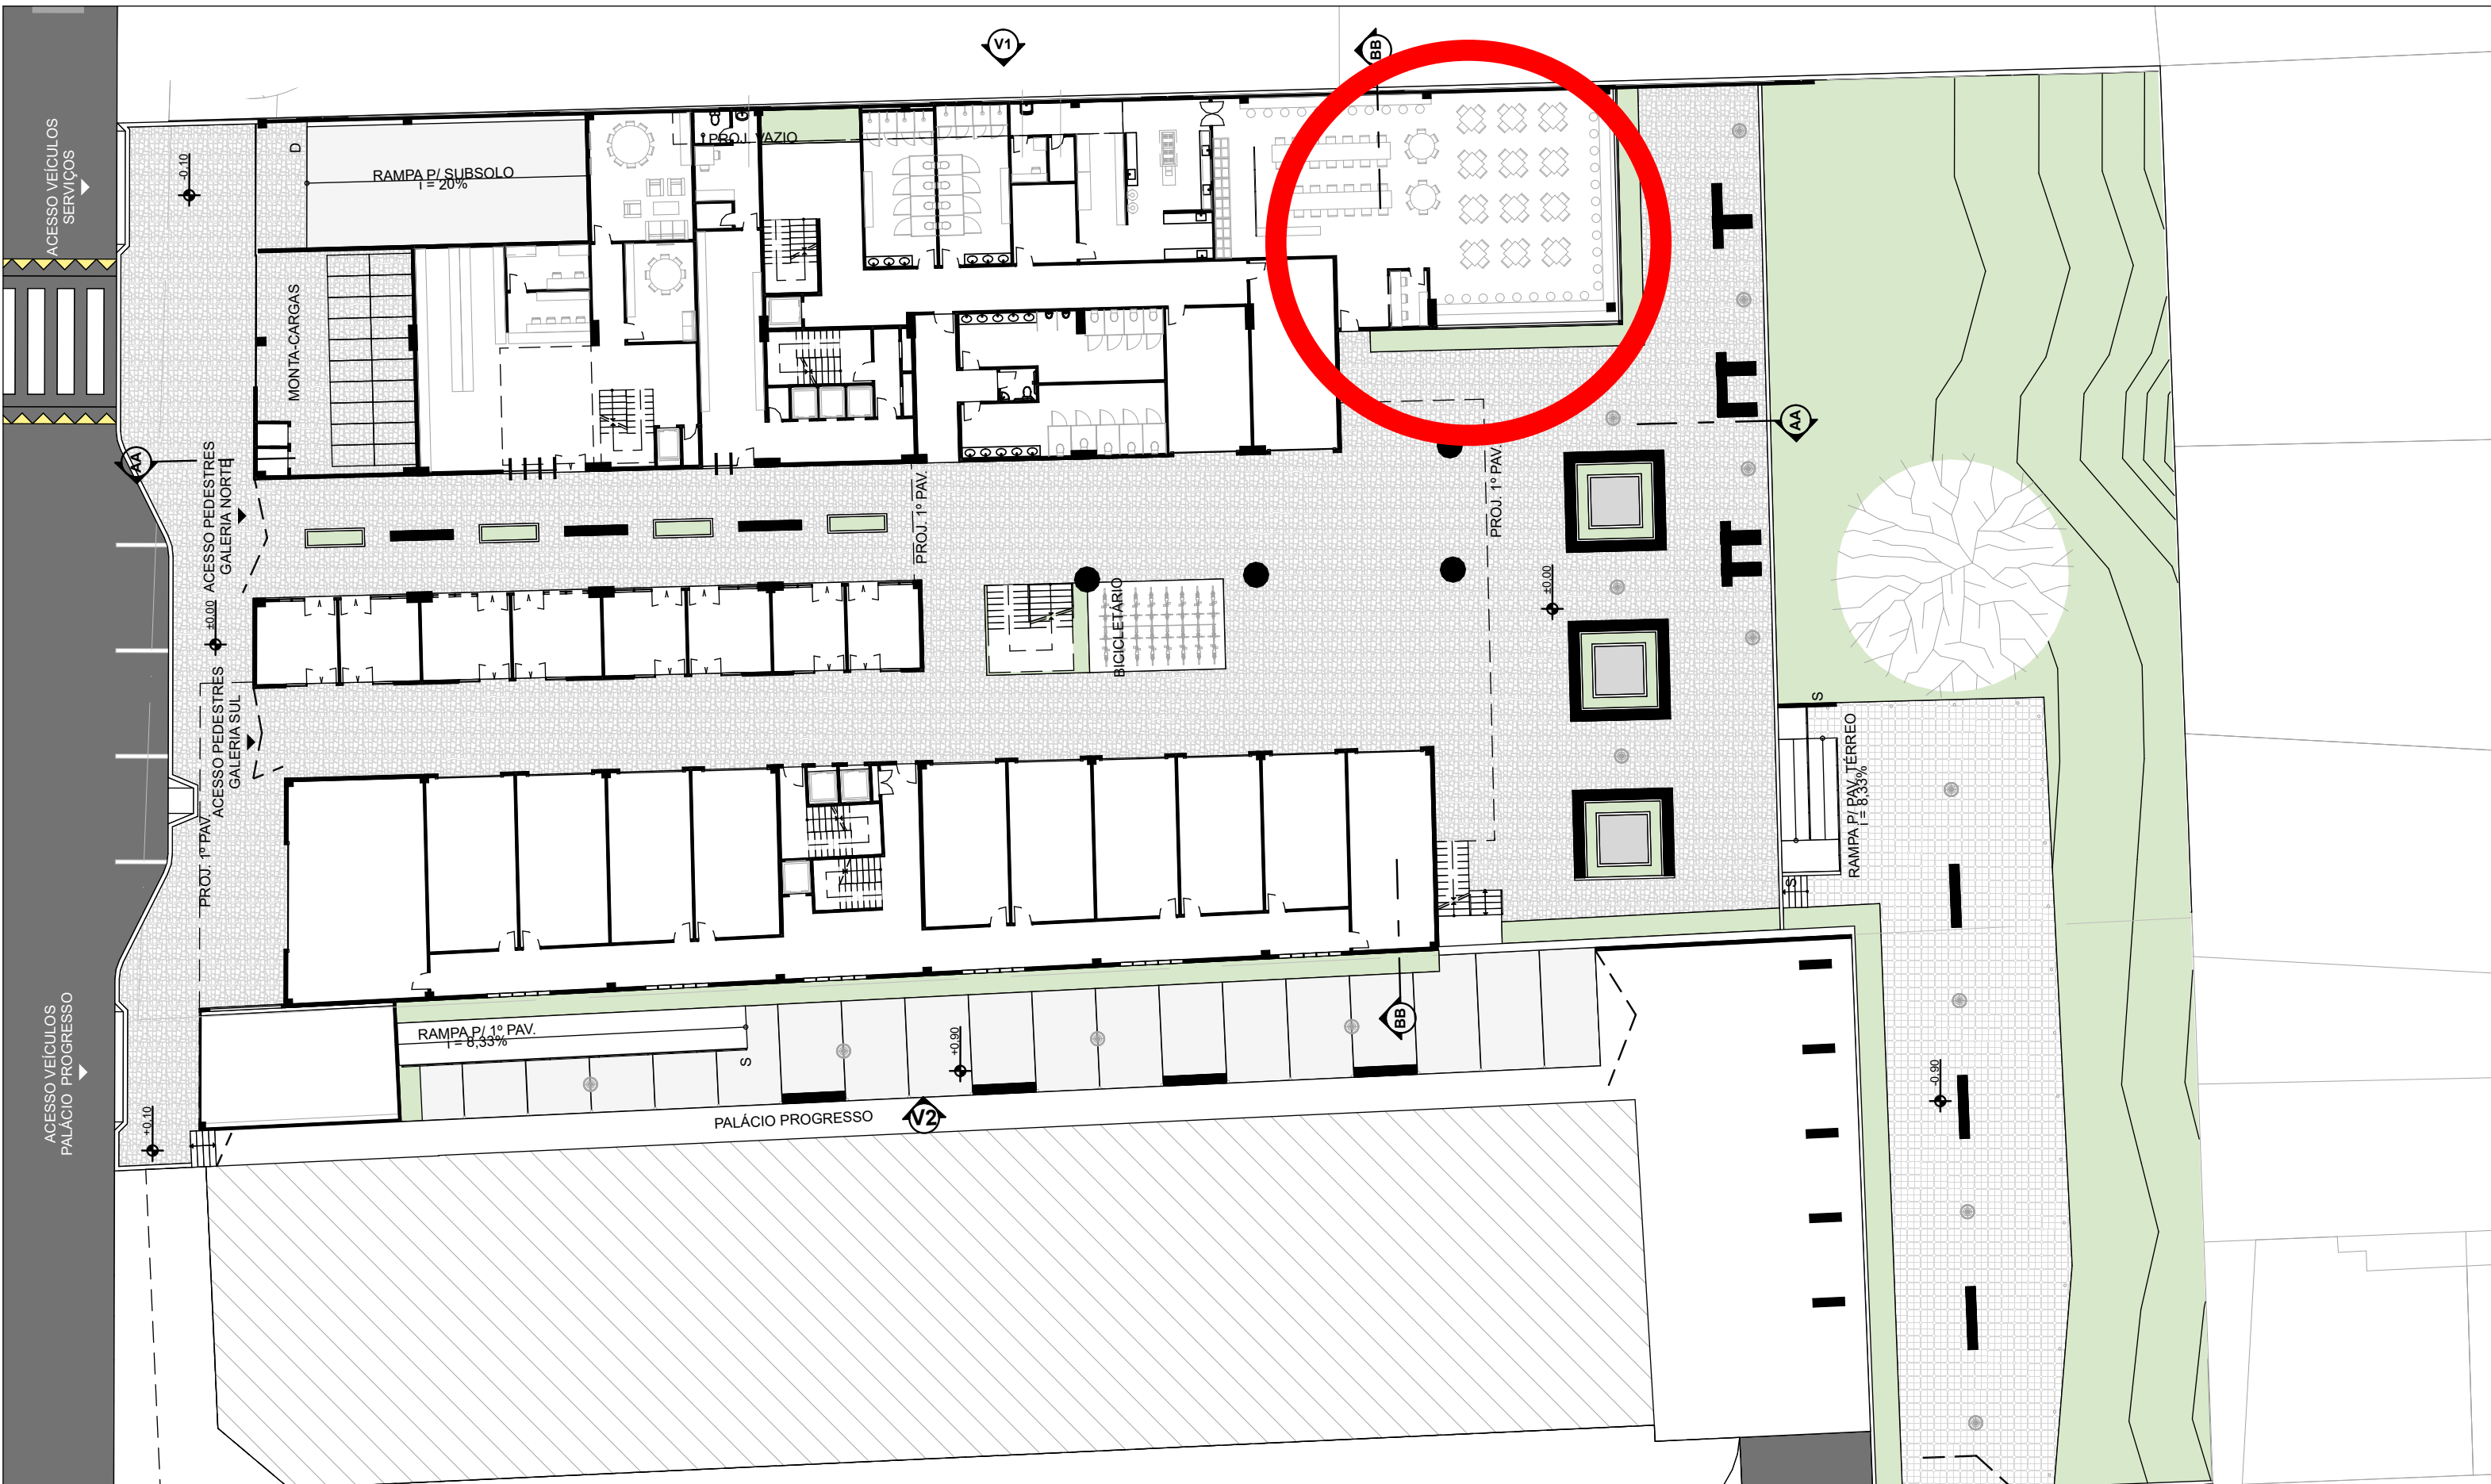 V1
BB
ACESSO VEÍCULOS
SERVIÇOS
-0.10
D
RAMPA P/ SUBSOLO
i = 20%
PROJ. VAZIO
MONTA-CARGAS
AA
AA
ACESSO PEDESTRES
GALERIA NORTE
±0.00
PROJ. 1º PAV.
PROJ. 1º PAV.
±0.00
BICICLETÁRIO
ACESSO PEDESTRES
GALERIA SUL
PROJ. 1º PAV.
S
RAMPA P/ PAV. TÉRREO
i = 8,33%
S
ACESSO VEÍCULOS
PALÁCIO PROGRESSO
RAMPA P/ 1º PAV.
i = 8,33%
S
+0.90
BB
-0.90
+0.10
PALÁCIO PROGRESSO
V2